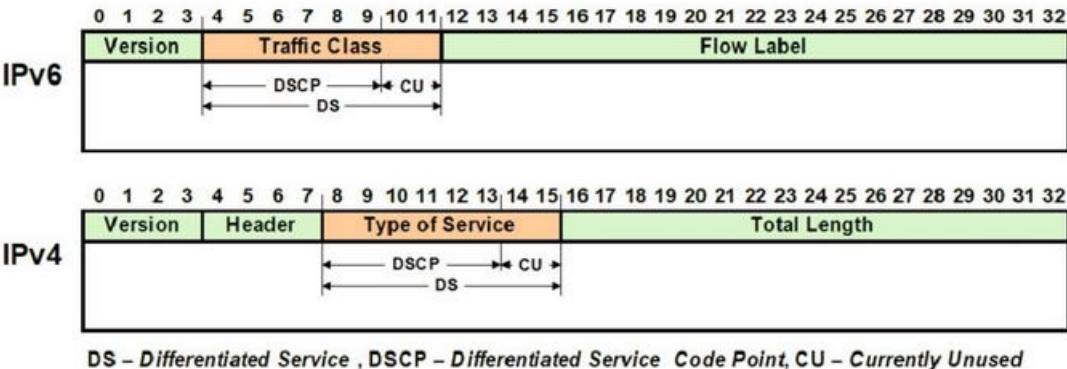 0 1 2 3 4 5 6 7 8 9 10 11 12 13 14 15 16 17 18 19 20 21 22 23 24 25 26 27 28 29 30 31 32
Version Traffic Class Flow Label
IPv6
DSCP CU
DS
0 1 2 3 4 5 6 7 8 9 10 11 12 13 14 15 16 17 18 19 20 21 22 23 24 25 26 27 28 29 30 31 32
Version Header Type of Service Total Length
IPv4
DSCP CU
DS
DS – Differentiated Service , DSCP – Differentiated Service Code Point, CU – Currently Unused